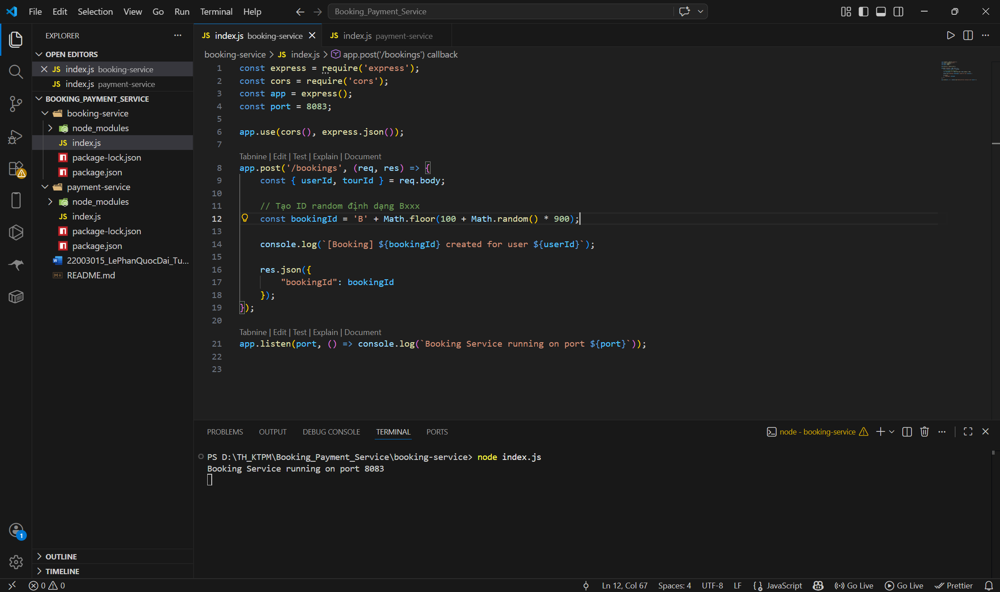 File Edit Selection View Go Run Terminal Help
Booking_Payment_Service
EXPLORER
OPEN EDITORS
JS index.js booking-service
JS index.js payment-service
BOOKING_PAYMENT_SERVICE
booking-service
node_modules
JS index.js
package-lock.json
package.json
payment-service
node_modules
JS index.js
package-lock.json
package.json
22003015_LePhanQuocDai_Tu...
README.md
OUTLINE
TIMELINE
JS index.js booking-service
JS index.js payment-service
booking-service > JS index.js > app.post('/bookings') callback
1 const express = require('express');
2 const cors = require('cors');
3 const app = express();
4 const port = 8083;
5
6 app.use(cors(), express.json());
7
Tabnine | Edit | Test | Explain | Document
8 app.post('/bookings', (req, res) => {
9 const { userId, tourId } = req.body;
10
11 // Tạo ID random định dạng Bxxx
12 const bookingId = 'B' + Math.floor(100 + Math.random() * 900);
13
14 console.log(`[Booking] ${bookingId} created for user ${userId}`);
15
16 res.json({
17 "bookingId": bookingId
18 });
19 });
20
Tabnine | Edit | Test | Explain | Document
21 app.listen(port, () => console.log(`Booking Service running on port ${port}`));
22
23
PROBLEMS OUTPUT DEBUG CONSOLE TERMINAL PORTS
node - booking-service
PS D:\TH_KTPM\Booking_Payment_Service\booking-service> node index.js
Booking Service running on port 8083
1
0 0
Ln 12, Col 67 Spaces: 4 UTF-8 LF JavaScript Go Live Go Live Prettier